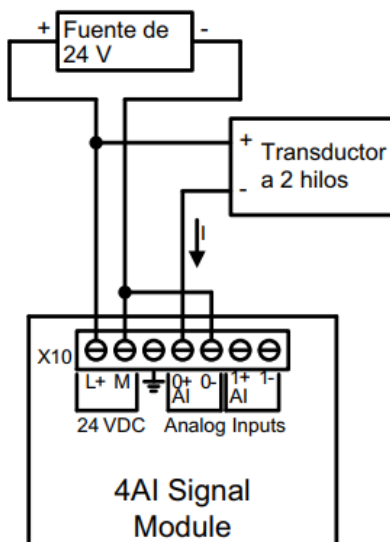 + Fuente de -
24 V
+ Transductor
- a 2 hilos
I
X10
L+ M 0+ 0- 1+ 1-
AI AI
24 VDC Analog Inputs
4AI Signal
Module